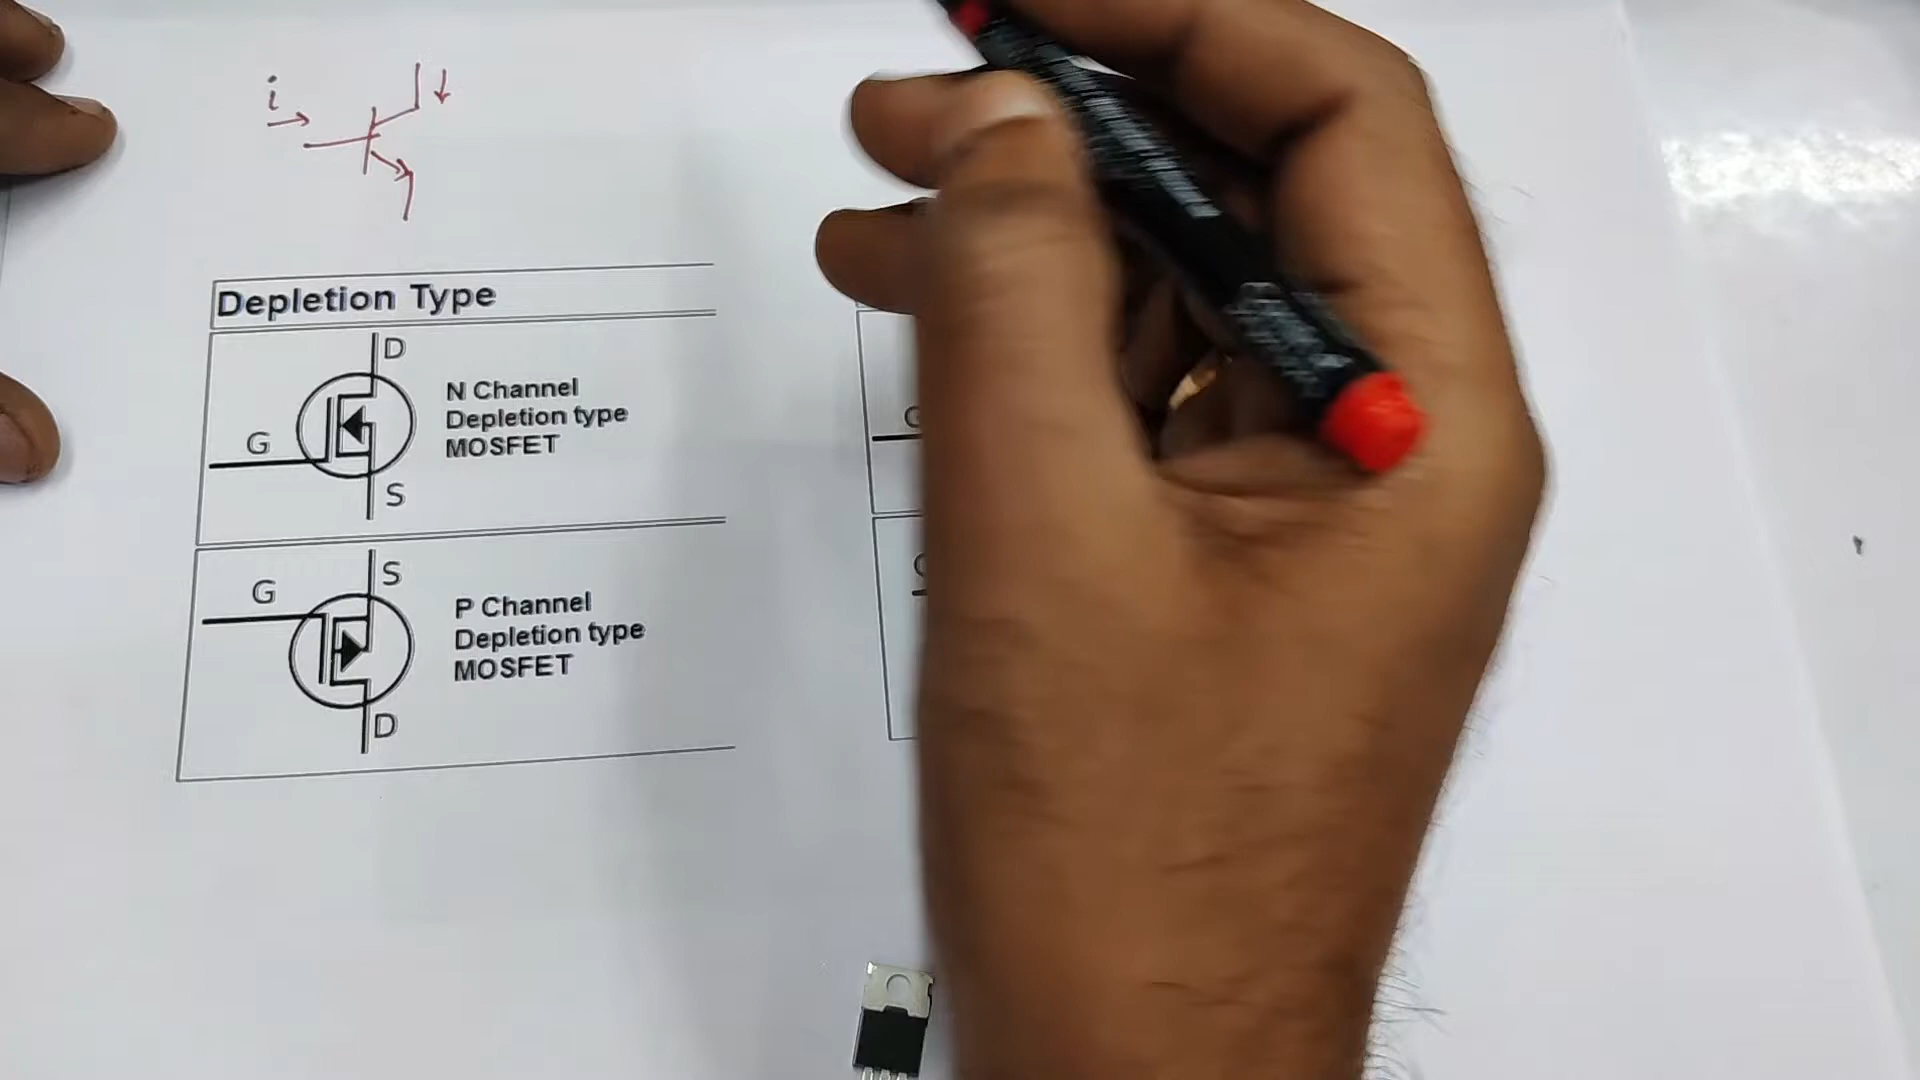 i
Depletion Type
D
N Channel
Depletion type
MOSFET
G
S
S
G
P Channel
Depletion type
MOSFET
D